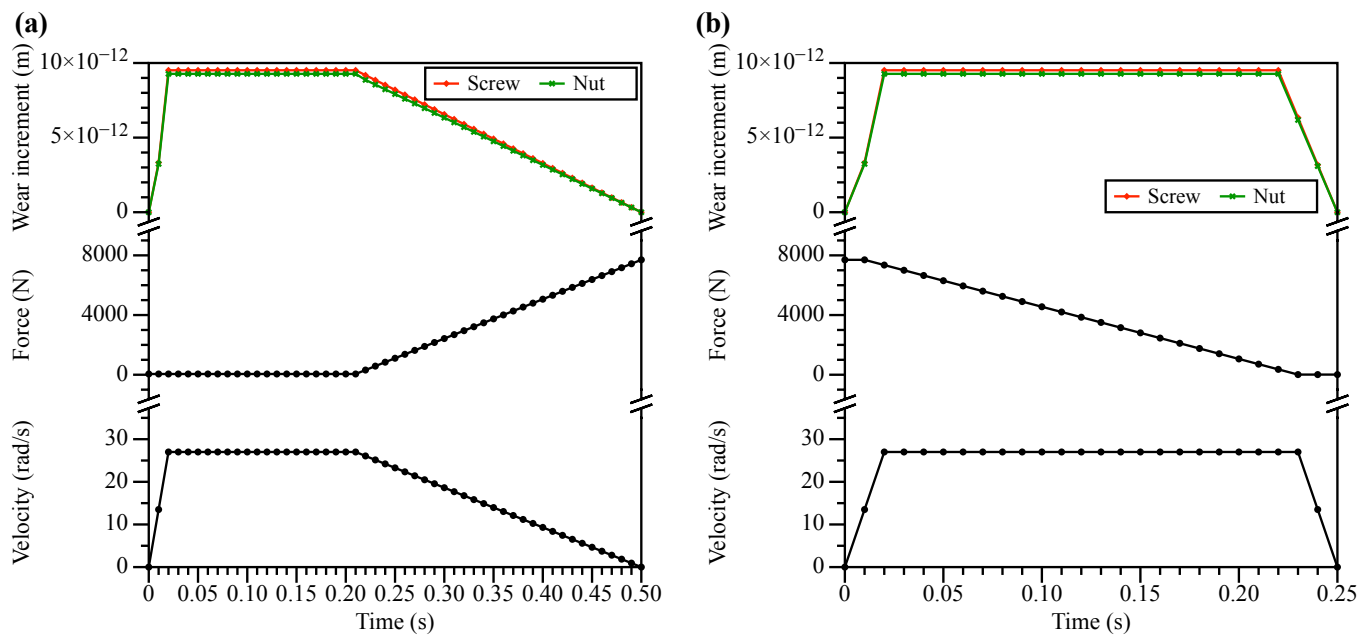 (a)
Wear increment (m)
10×10−12
5×10−12
0
Screw Nut
Force (N)
8000
4000
0
Velocity (rad/s)
30
20
10
0
0 0.05 0.10 0.15 0.20 0.25 0.30 0.35 0.40 0.45 0.50
Time (s)
(b)
Wear increment (m)
10×10−12
5×10−12
0
Screw Nut
Force (N)
8000
4000
0
Velocity (rad/s)
30
20
10
0
0 0.05 0.10 0.15 0.20 0.25
Time (s)